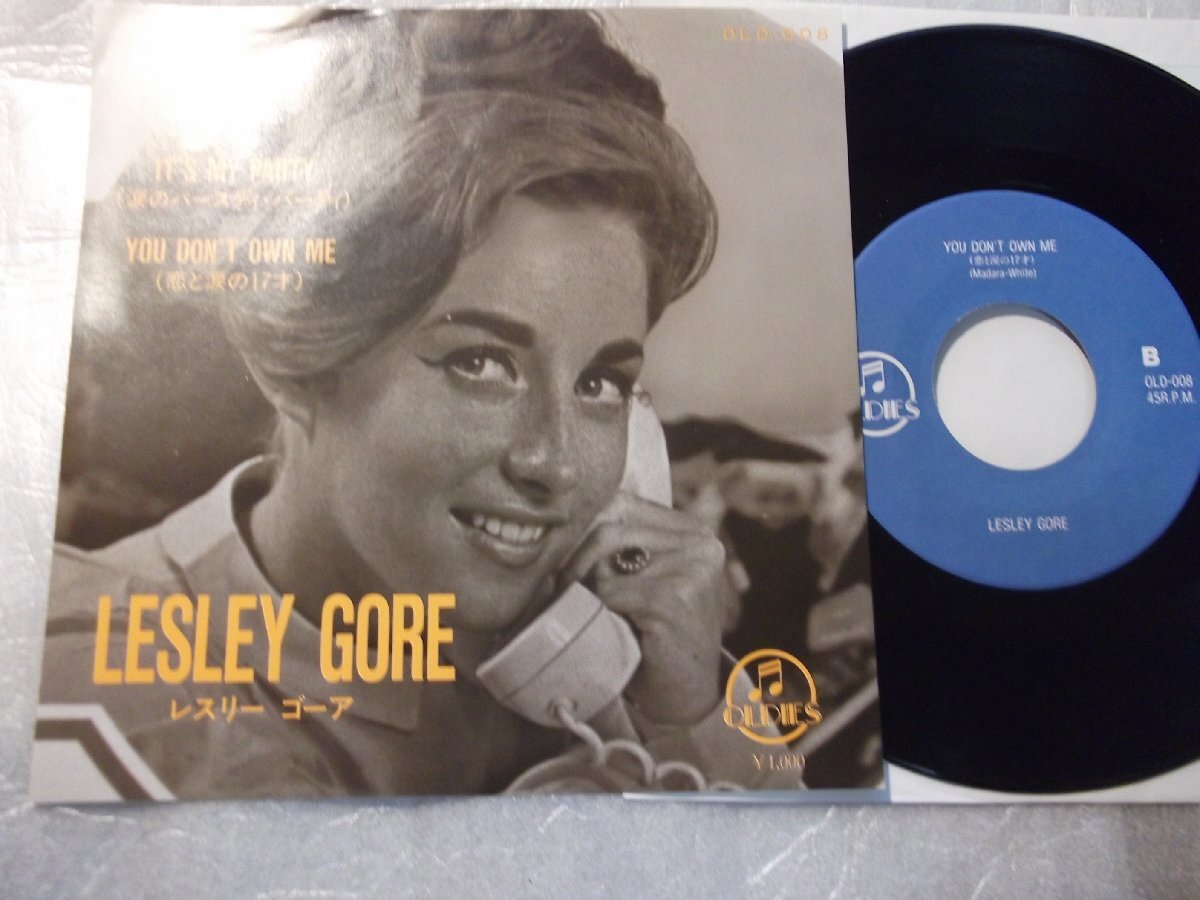 OLD-008
IT'S MY PARTY
(涙のバースディ・パーティ)
YOU DON'T OWN ME
(恋と涙の17才)
LESLEY GORE
レスリー ゴーア
OLDIES
¥1,000
YOU DON'T OWN ME
(恋と涙の17才)
(Madara-White)
B
OLD-008
45R.P.M.
OLDIES
LESLEY GORE